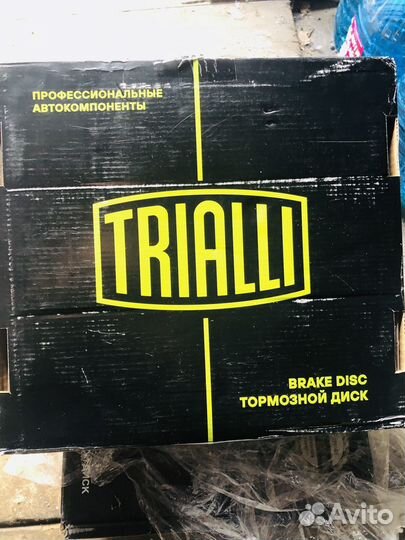 ПРОФЕССИОНАЛЬНЫЕ
АВТОКОМПОНЕНТЫ
TRIALLI
BRAKE DISC
ТОРМОЗНОЙ ДИСК
Avito